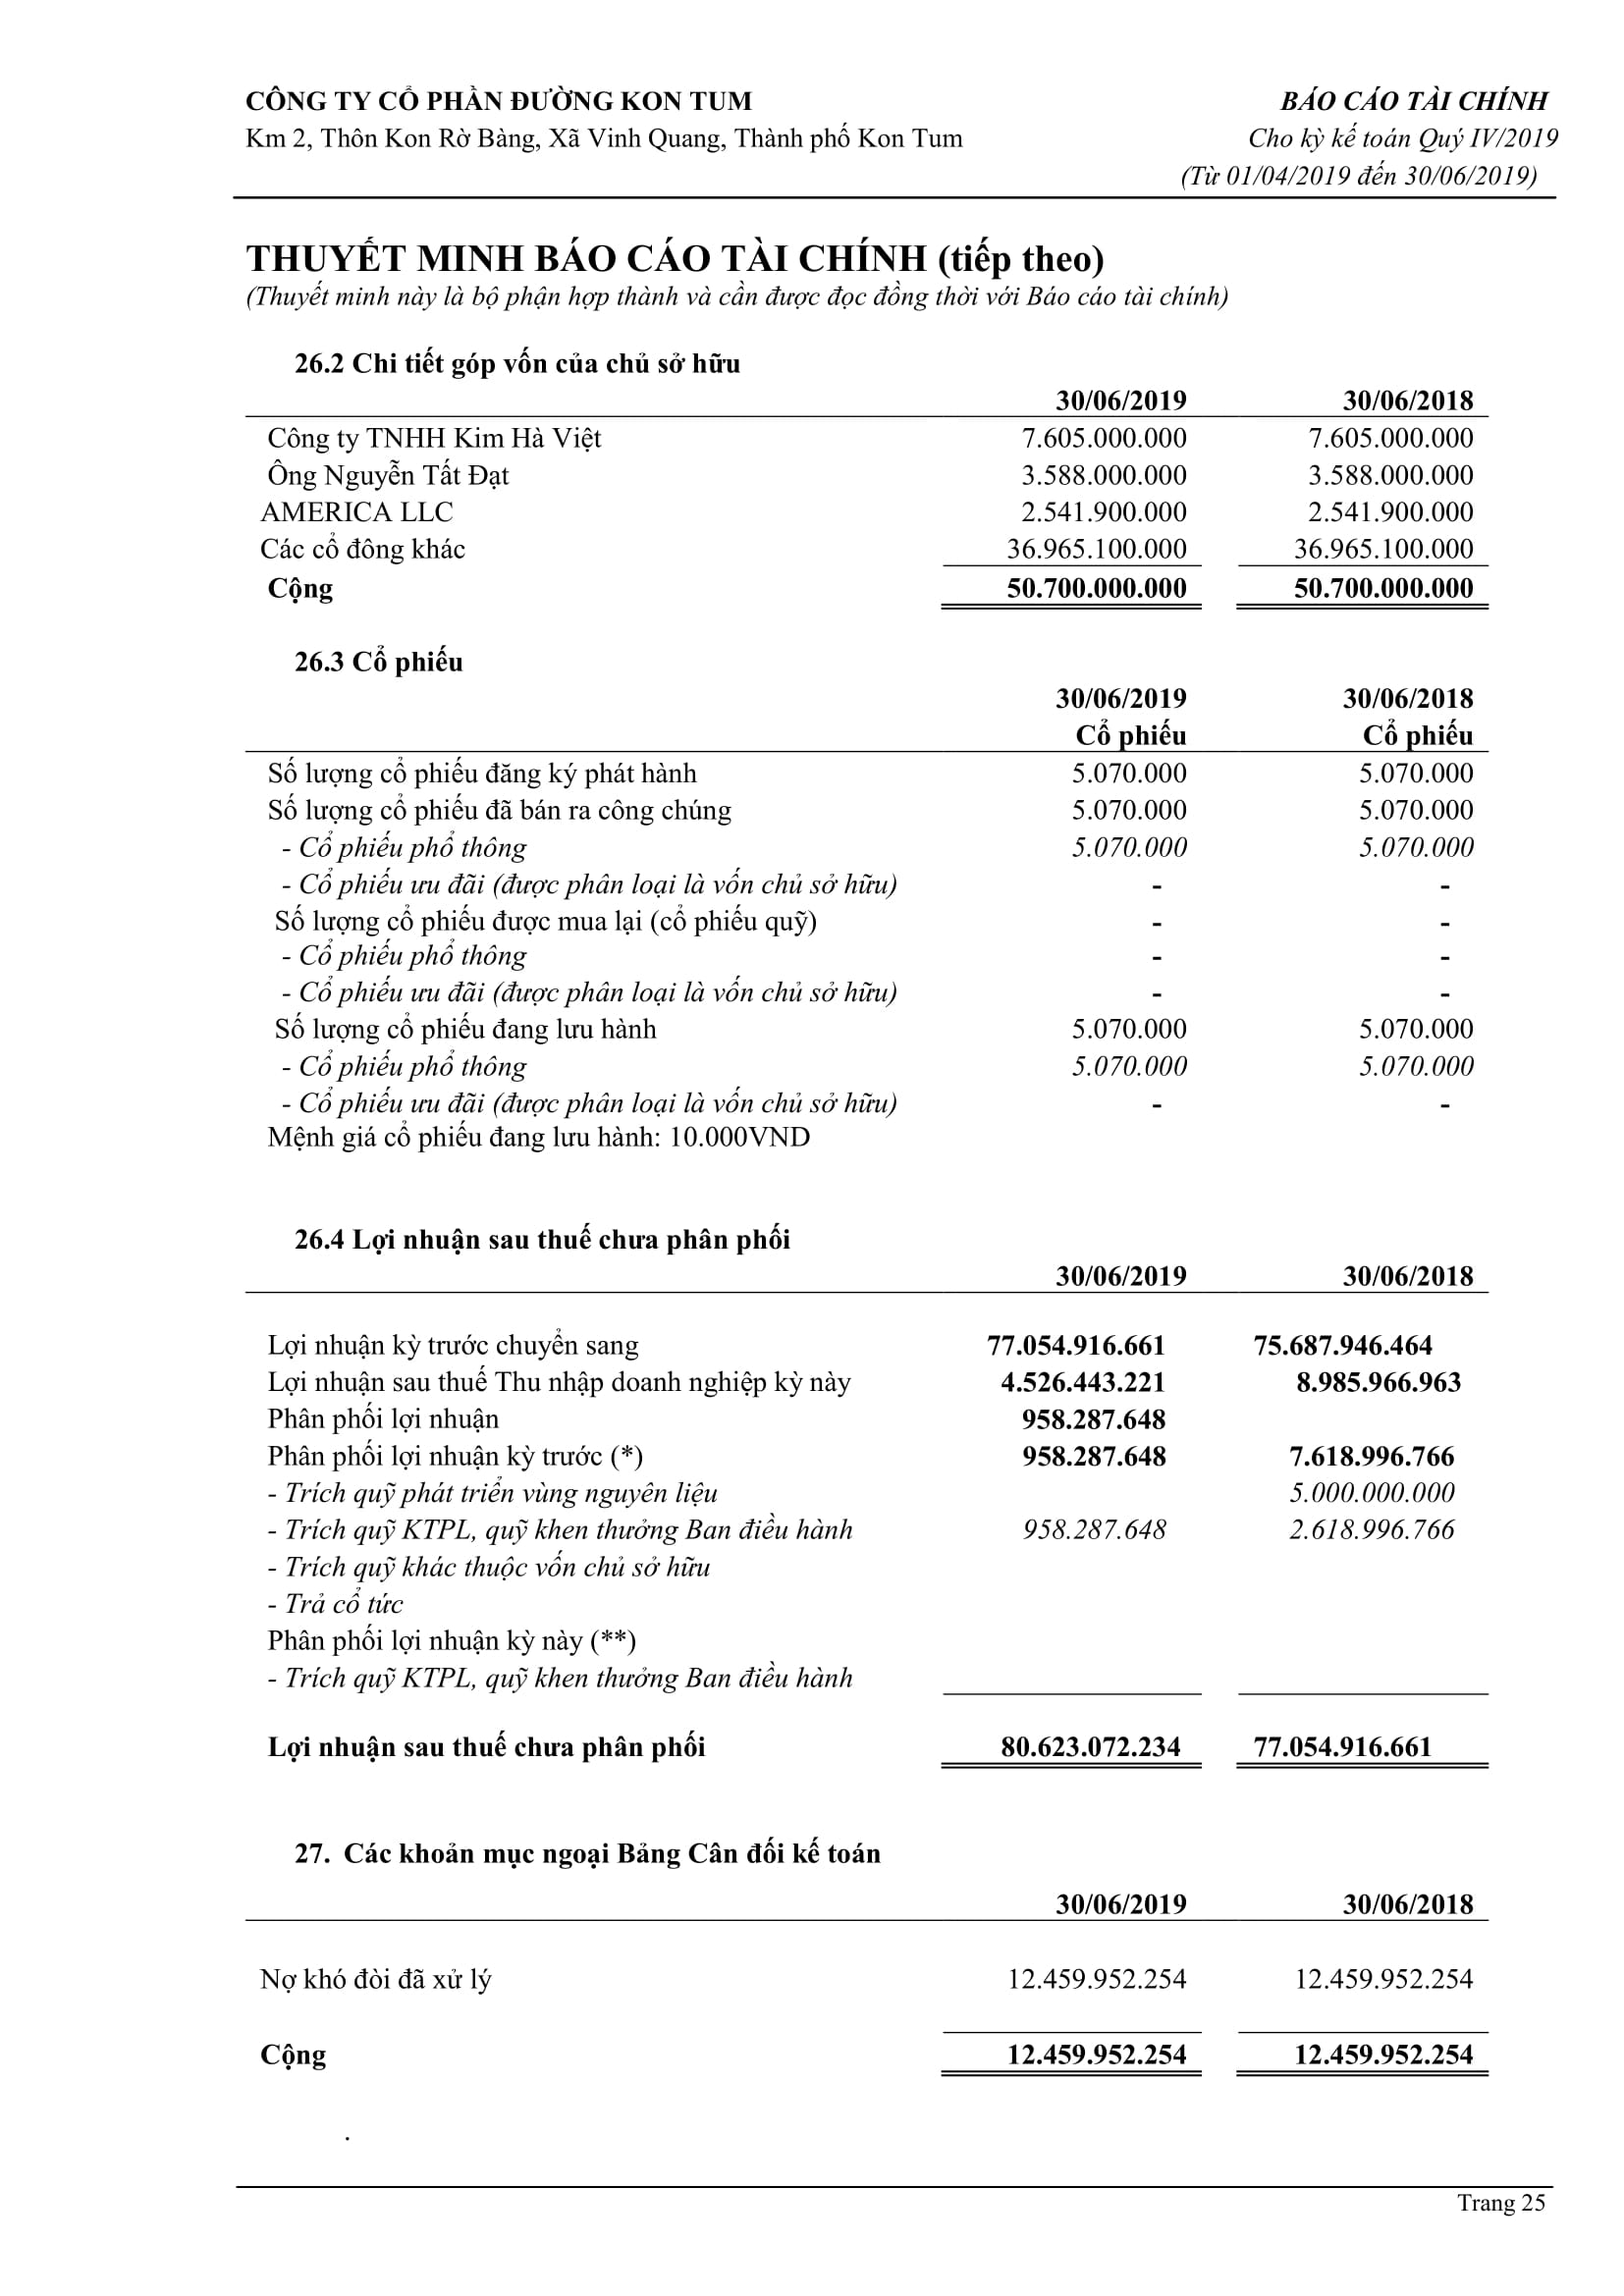 CÔNG TY CỔ PHẦN ĐƯỜNG KON TUM BÁO CÁO TÀI CHÍNH
Km 2, Thôn Kon Rờ Bàng, Xã Vinh Quang, Thành phố Kon Tum Cho kỳ kế toán Quý IV/2019
(Từ 01/04/2019 đến 30/06/2019)
THUYẾT MINH BÁO CÁO TÀI CHÍNH (tiếp theo)
(Thuyết minh này là bộ phận hợp thành và cần được đọc đồng thời với Báo cáo tài chính)
26.2 Chi tiết góp vốn của chủ sở hữu
30/06/2019 30/06/2018
Công ty TNHH Kim Hà Việt 7.605.000.000 7.605.000.000
Ông Nguyễn Tất Đạt 3.588.000.000 3.588.000.000
AMERICA LLC 2.541.900.000 2.541.900.000
Các cổ đông khác 36.965.100.000 36.965.100.000
Cộng 50.700.000.000 50.700.000.000
26.3 Cổ phiếu
30/06/2019 30/06/2018
Cổ phiếu Cổ phiếu
Số lượng cổ phiếu đăng ký phát hành 5.070.000 5.070.000
Số lượng cổ phiếu đã bán ra công chúng 5.070.000 5.070.000
- Cổ phiếu phổ thông 5.070.000 5.070.000
- Cổ phiếu ưu đãi (được phân loại là vốn chủ sở hữu) - -
Số lượng cổ phiếu được mua lại (cổ phiếu quỹ) - -
- Cổ phiếu phổ thông - -
- Cổ phiếu ưu đãi (được phân loại là vốn chủ sở hữu) - -
Số lượng cổ phiếu đang lưu hành 5.070.000 5.070.000
- Cổ phiếu phổ thông 5.070.000 5.070.000
- Cổ phiếu ưu đãi (được phân loại là vốn chủ sở hữu) - -
Mệnh giá cổ phiếu đang lưu hành: 10.000VND
26.4 Lợi nhuận sau thuế chưa phân phối
30/06/2019 30/06/2018
Lợi nhuận kỳ trước chuyển sang 77.054.916.661 75.687.946.464
Lợi nhuận sau thuế Thu nhập doanh nghiệp kỳ này 4.526.443.221 8.985.966.963
Phân phối lợi nhuận 958.287.648
Phân phối lợi nhuận kỳ trước (*) 958.287.648 7.618.996.766
- Trích quỹ phát triển vùng nguyên liệu 5.000.000.000
- Trích quỹ KTPL, quỹ khen thưởng Ban điều hành 958.287.648 2.618.996.766
- Trích quỹ khác thuộc vốn chủ sở hữu
- Trả cổ tức
Phân phối lợi nhuận kỳ này (**)
- Trích quỹ KTPL, quỹ khen thưởng Ban điều hành
Lợi nhuận sau thuế chưa phân phối 80.623.072.234 77.054.916.661
27. Các khoản mục ngoại Bảng Cân đối kế toán
30/06/2019 30/06/2018
Nợ khó đòi đã xử lý 12.459.952.254 12.459.952.254
Cộng 12.459.952.254 12.459.952.254
.
Trang 25